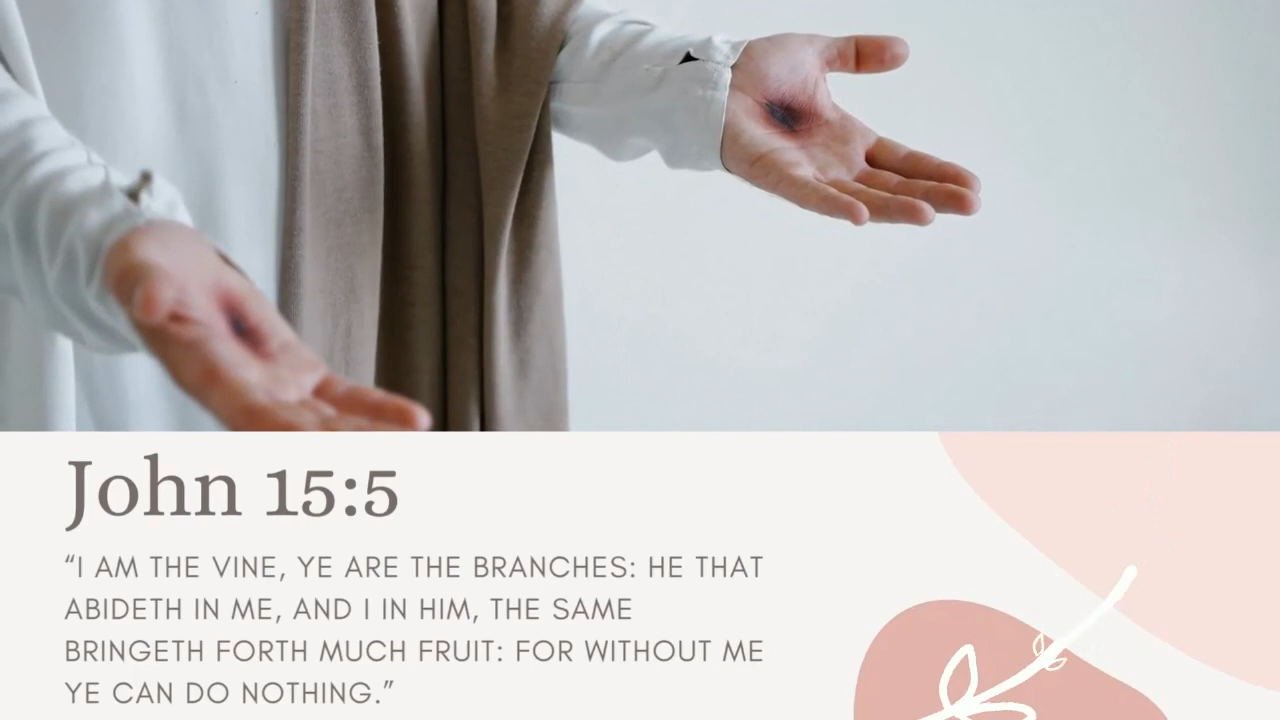 John 15:5
“I AM THE VINE, YE ARE THE BRANCHES: HE THAT
ABIDETH IN ME, AND I IN HIM, THE SAME
BRINGETH FORTH MUCH FRUIT: FOR WITHOUT ME
YE CAN DO NOTHING.”